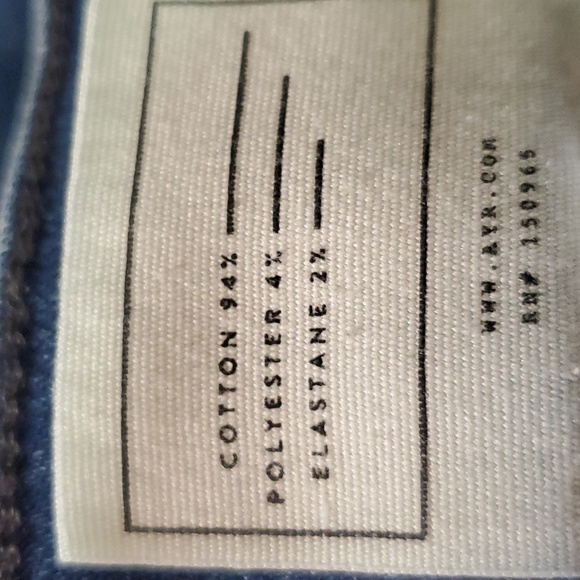 COTTON 94%
POLYESTER 4%
ELASTANE 2%
WWW.AYR.COM
RN# 150965